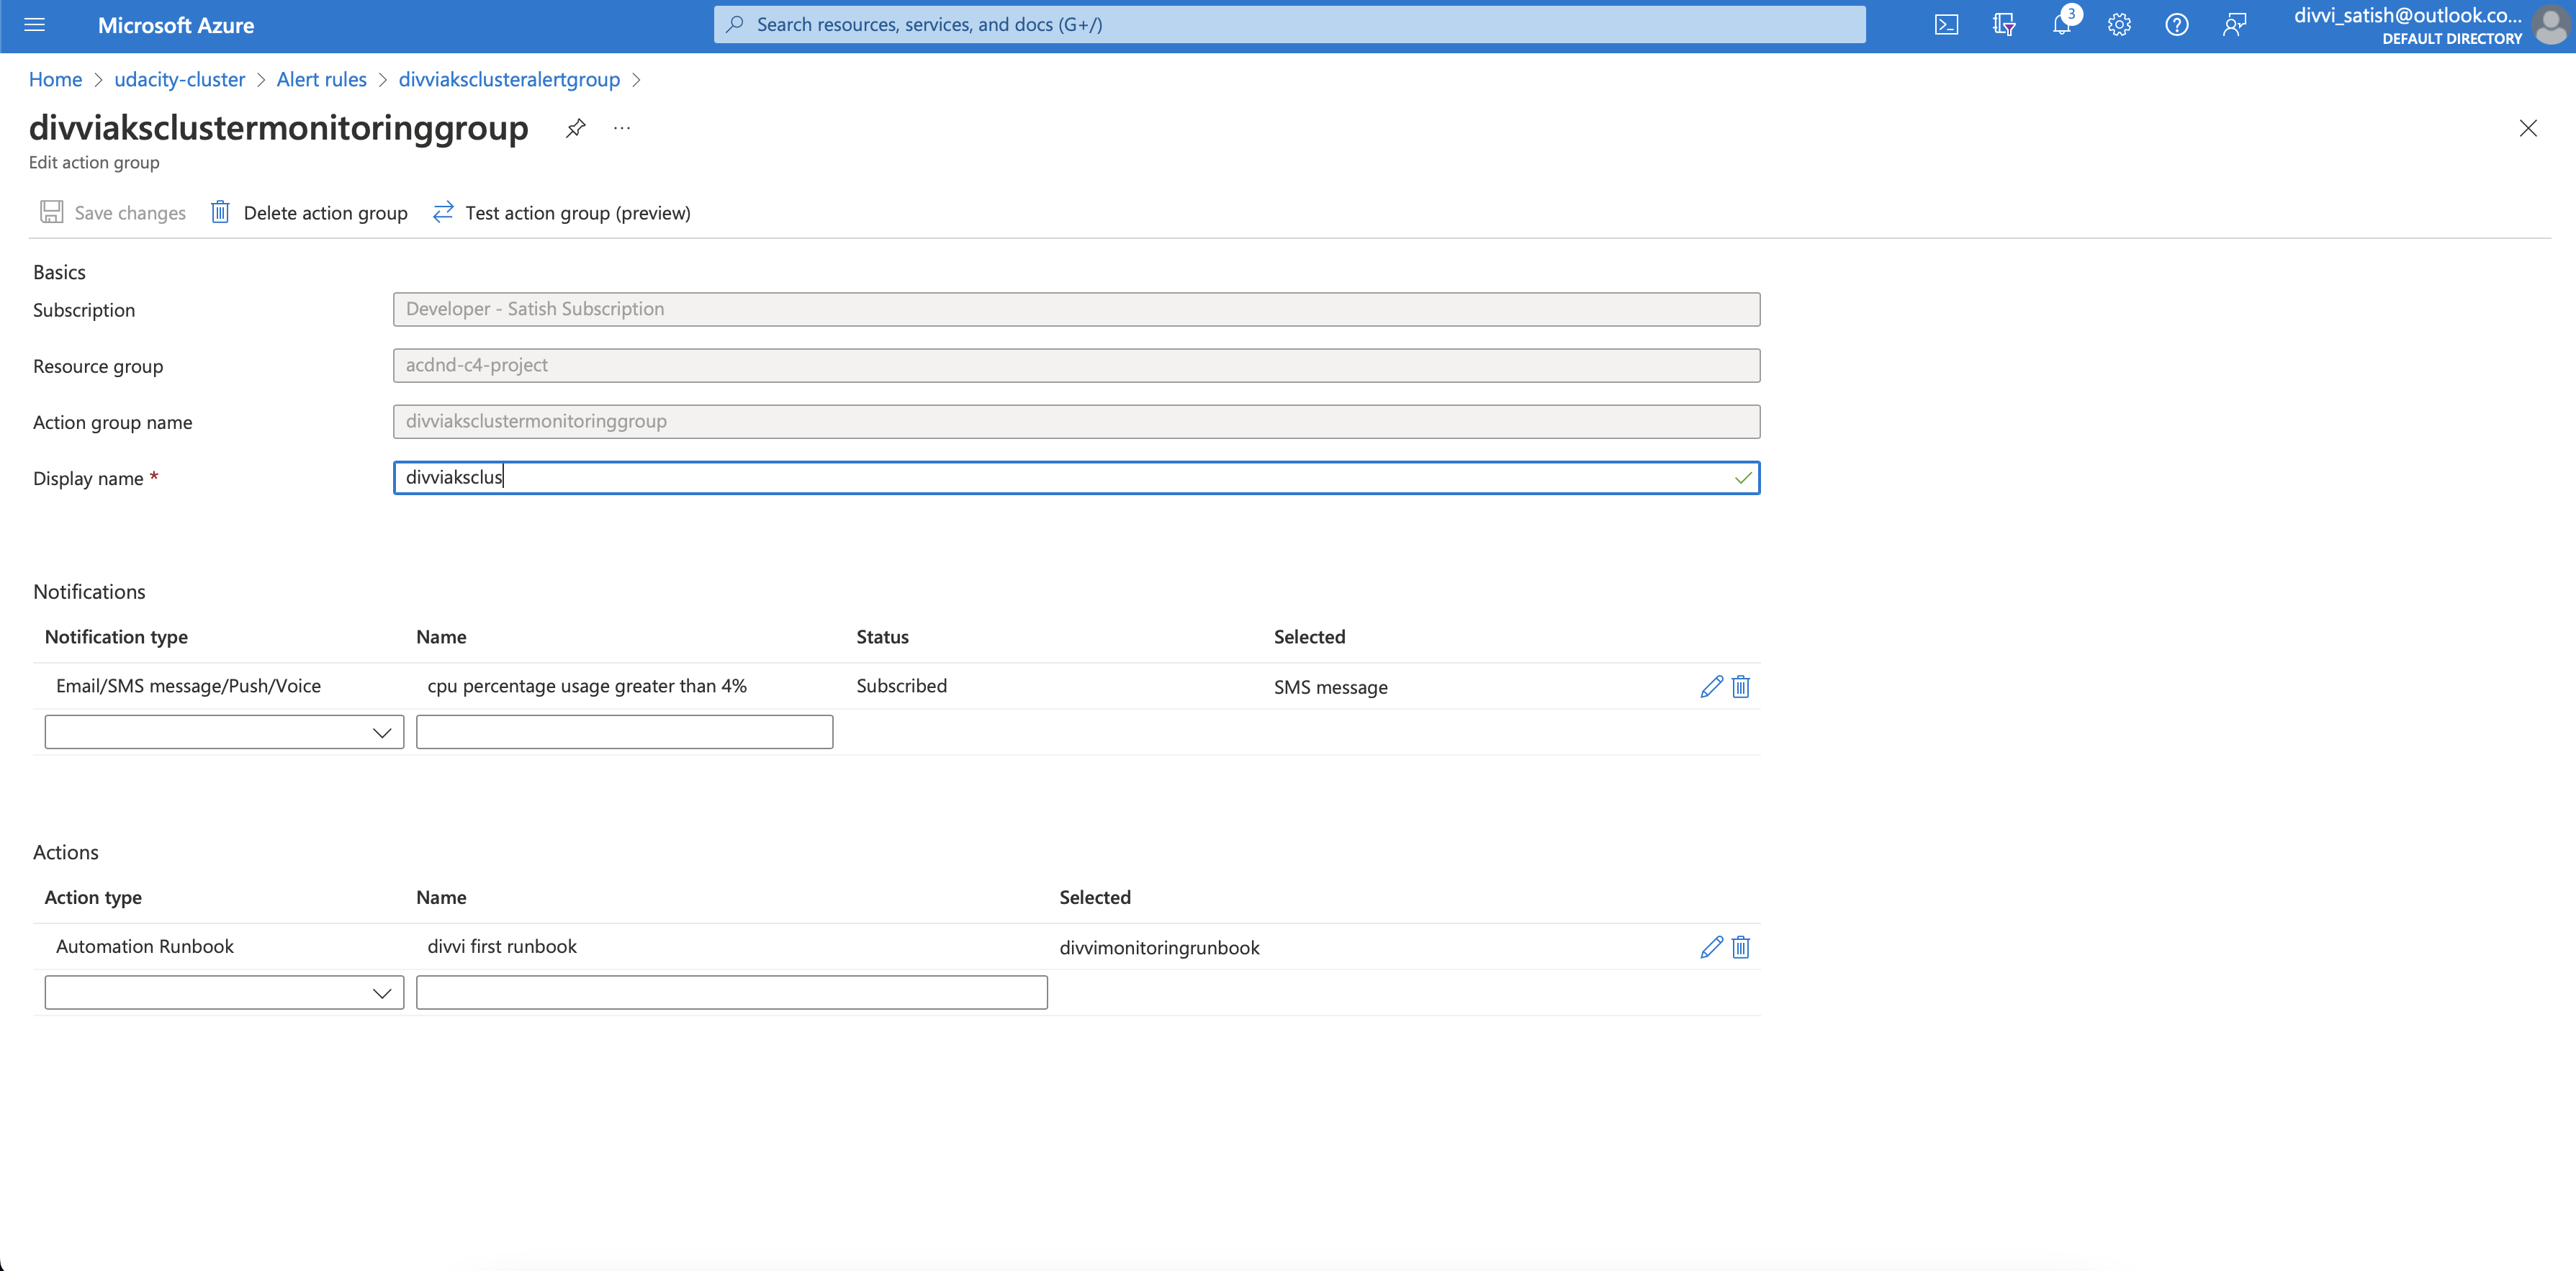 Microsoft Azure
Search resources, services, and docs (G+/)
3
divvi_satish@outlook.co...
DEFAULT DIRECTORY
Home > udacity-cluster > Alert rules > divviaksclusteralertgroup >
divviaksclustermonitoringgroup
Edit action group
Save changes Delete action group Test action group (preview)
Basics
Subscription Developer - Satish Subscription
Resource group acdnd-c4-project
Action group name divviaksclustermonitoringgroup
Display name * divviaksclus
Notifications
Notification type Name Status Selected
Email/SMS message/Push/Voice cpu percentage usage greater than 4% Subscribed SMS message
Actions
Action type Name Selected
Automation Runbook divvi first runbook divvimonitoringrunbook